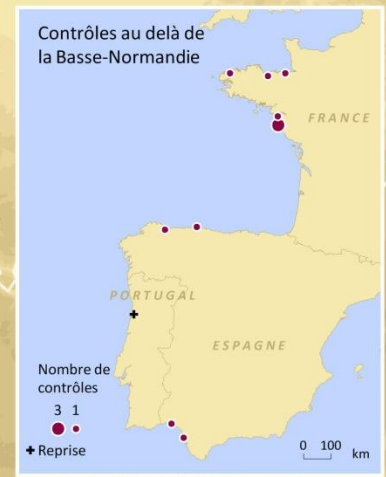 Contrôles au delà de
la Basse-Normandie
FRANCE
PORTUGAL
ESPAGNE
Nombre de
contrôles
3 1
Reprise
0 100
km